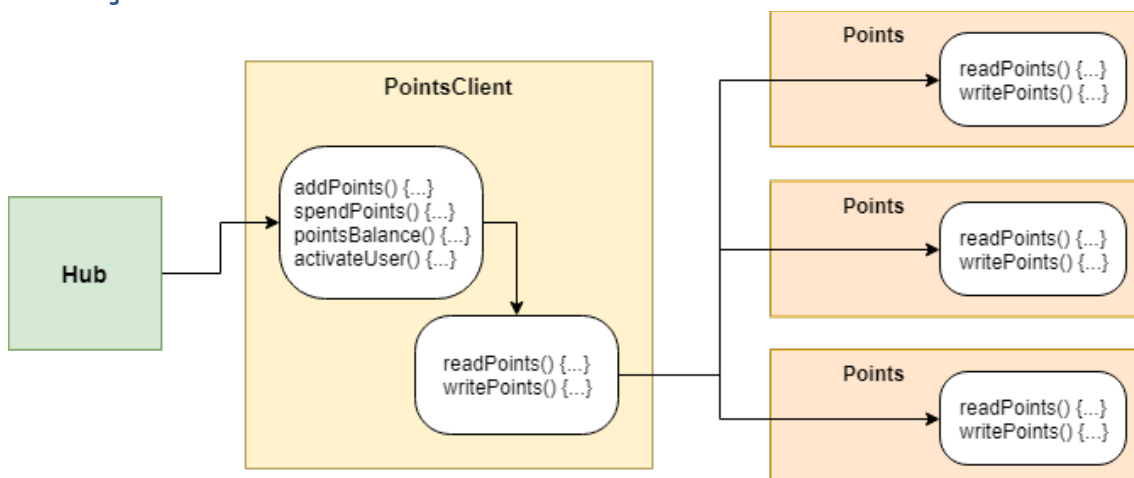 Points
readPoints() {...}
writePoints() {...}
PointsClient
addPoints() {...}
spendPoints() {...}
pointsBalance() {...}
activateUser() {...}
Hub
Points
readPoints() {...}
writePoints() {...}
readPoints() {...}
writePoints() {...}
Points
readPoints() {...}
writePoints() {...}